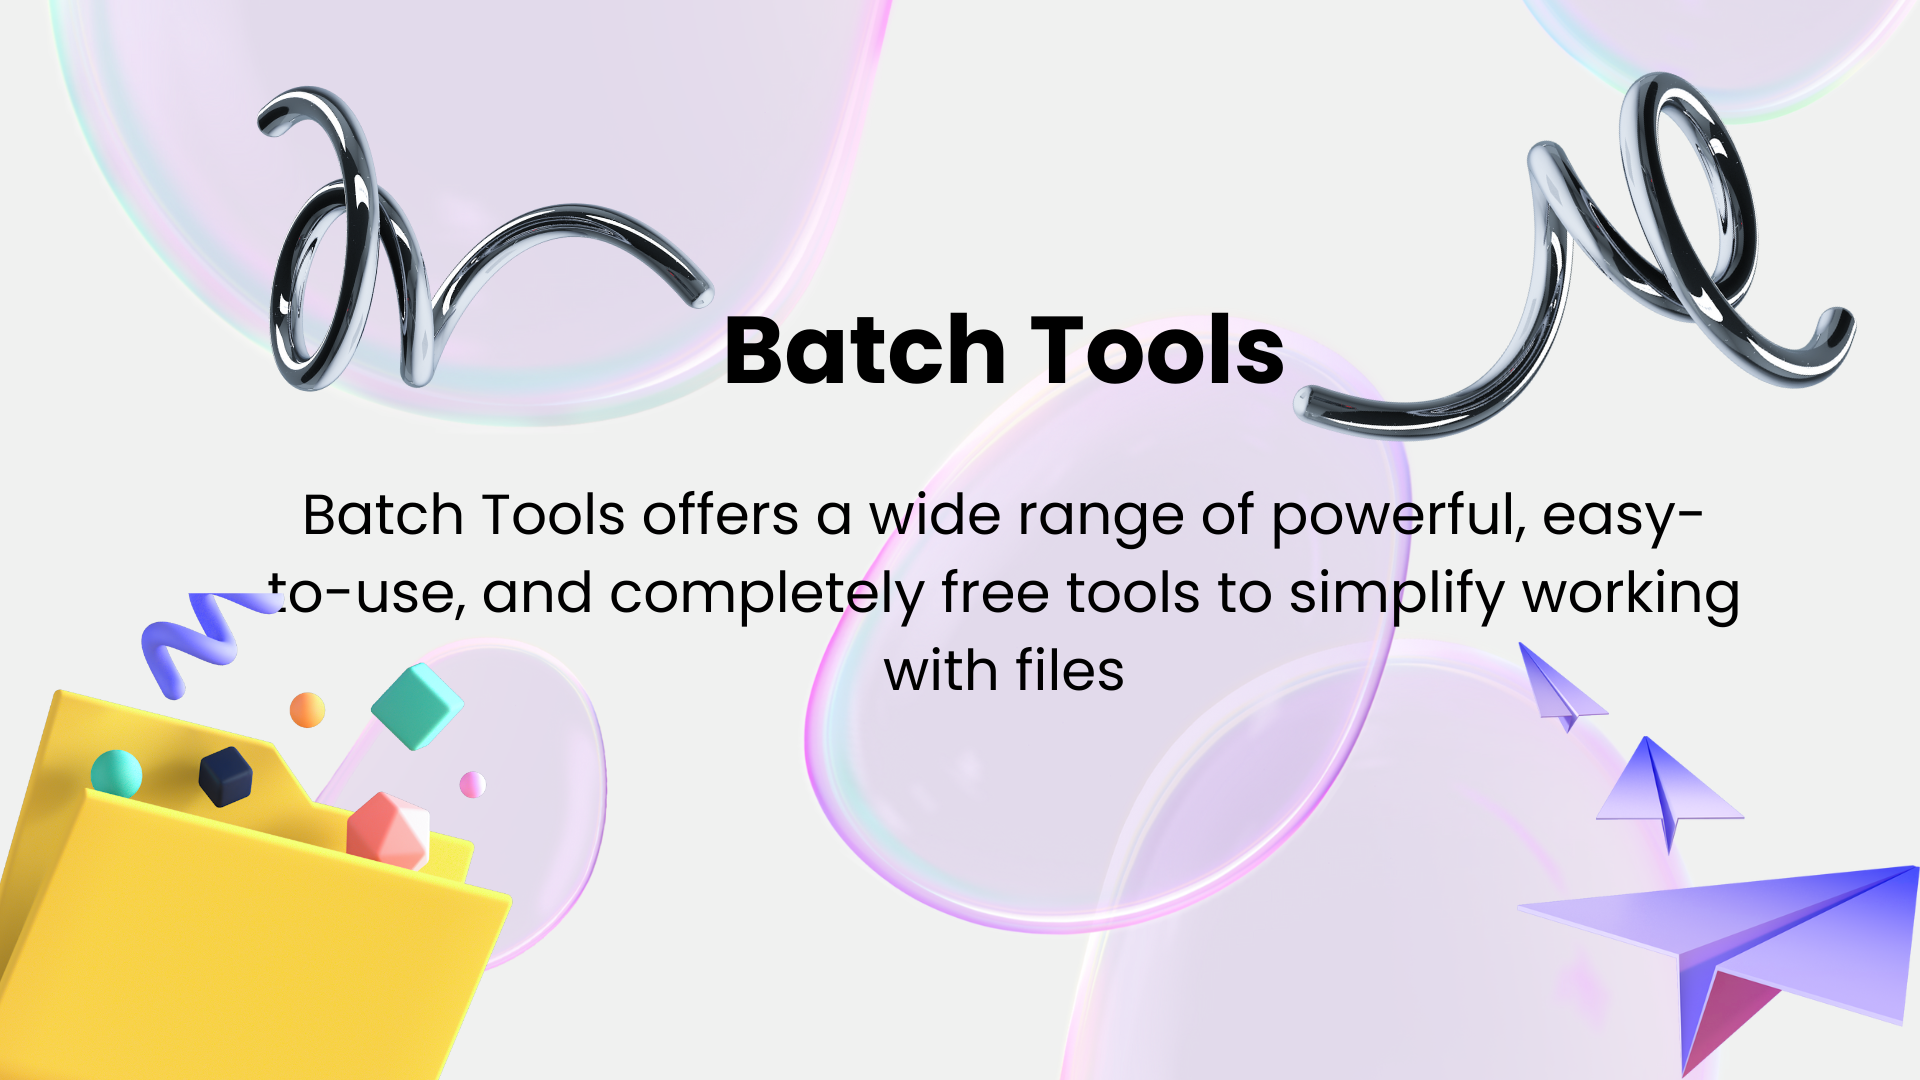 Batch Tools
Batch Tools offers a wide range of powerful, easy-
to-use, and completely free tools to simplify working
with files